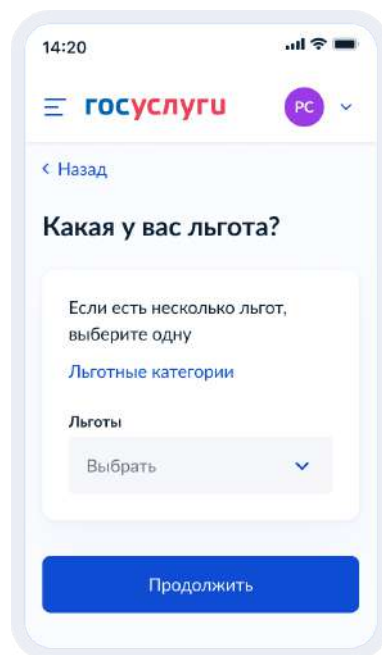 14:20
госуслуги
РС
Назад
Какая у вас льгота?
Если есть несколько льгот,
выберите одну
Льготные категории
Льготы
Выбрать
Продолжить